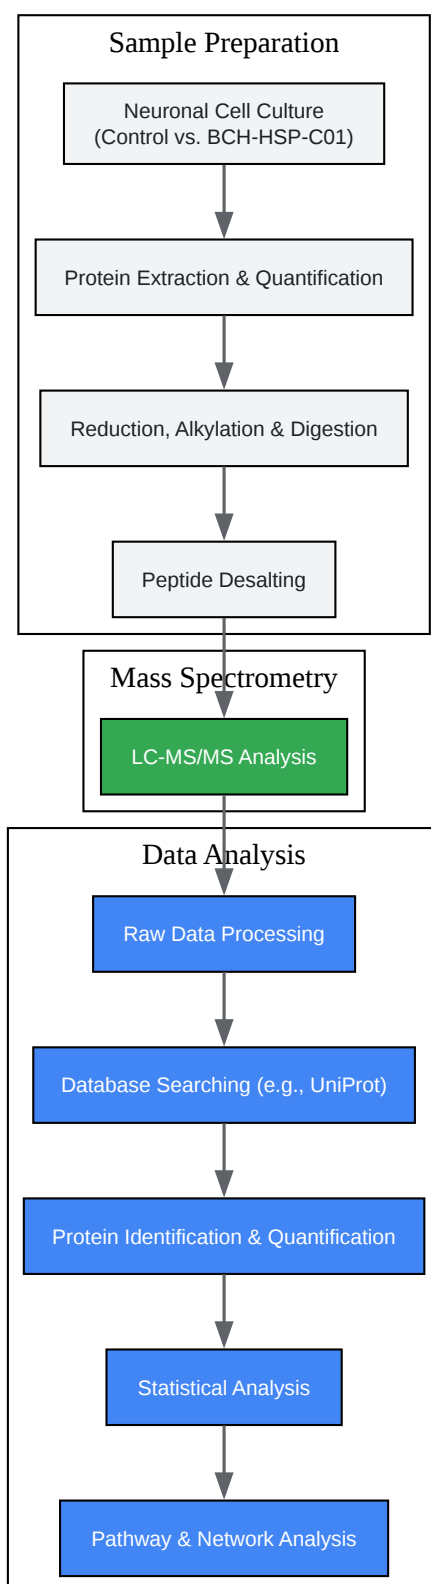 Sample Preparation
Neuronal Cell Culture
(Control vs. BCH-HSP-C01)
Protein Extraction & Quantification
Reduction, Alkylation & Digestion
Peptide Desalting
Mass Spectrometry
LC-MS/MS Analysis
Data Analysis
Raw Data Processing
Database Searching (e.g., UniProt)
Protein Identification & Quantification
Statistical Analysis
Pathway & Network Analysis